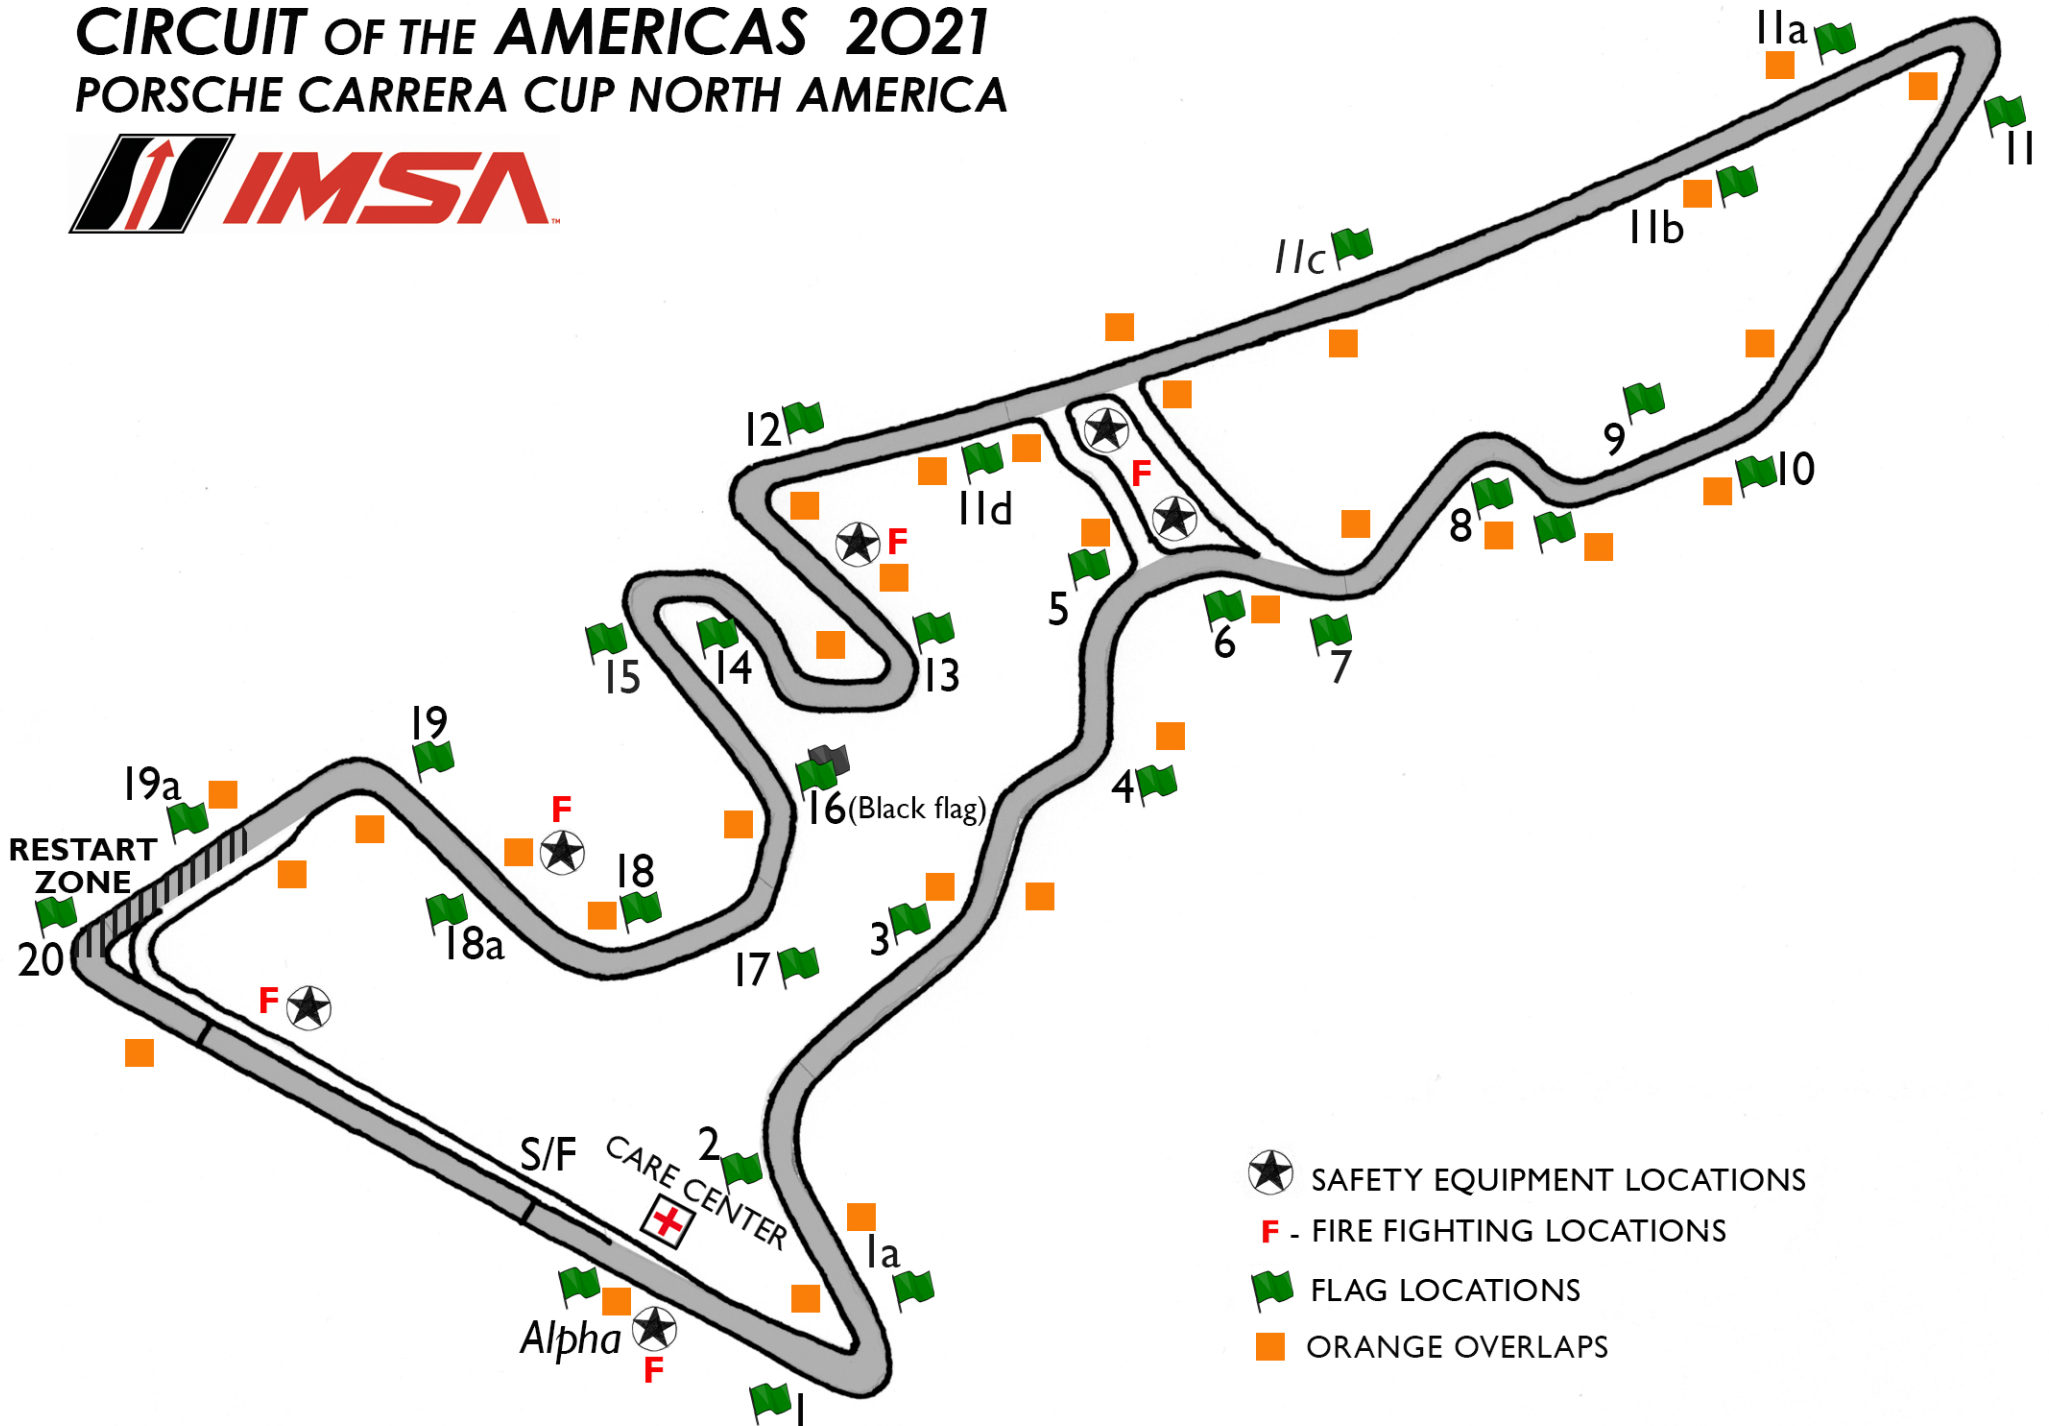 CIRCUIT OF THE AMERICAS 2021
PORSCHE CARRERA CUP NORTH AMERICA
IMSA™
11a
11
11b
11c
12
11d
9
10
8
5
6
7
13
14
15
19
19a
4
16 (Black flag)
RESTART
ZONE
18
20
18a
3
17
F
F
F
F
2
S/F
CARE CENTER
1a
Alpha
F
1
SAFETY EQUIPMENT LOCATIONS
F - FIRE FIGHTING LOCATIONS
FLAG LOCATIONS
ORANGE OVERLAPS